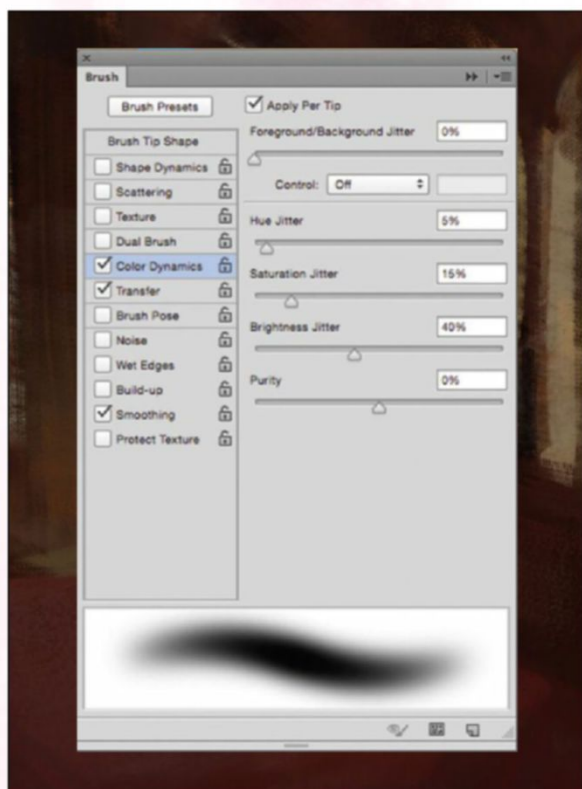 Brush
Brush Presets
Apply Per Tip
Brush Tip Shape
Foreground/Background Jitter 0%
Shape Dynamics
Control: Off
Scattering
Texture
Hue Jitter 5%
Dual Brush
Color Dynamics
Saturation Jitter 15%
Transfer
Brush Pose
Brightness Jitter 40%
Noise
Wet Edges
Purity 0%
Build-up
Smoothing
Protect Texture